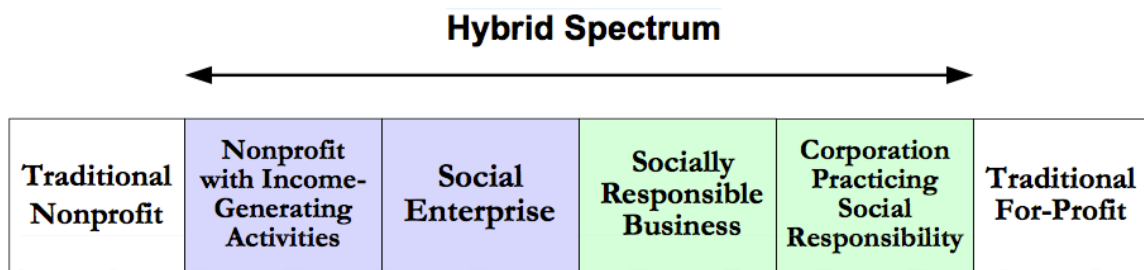 Hybrid Spectrum
Traditional
Nonprofit
Nonprofit
with Income-
Generating
Activities
Social
Enterprise
Socially
Responsible
Business
Corporation
Practicing
Social
Responsibility
Traditional
For-Profit